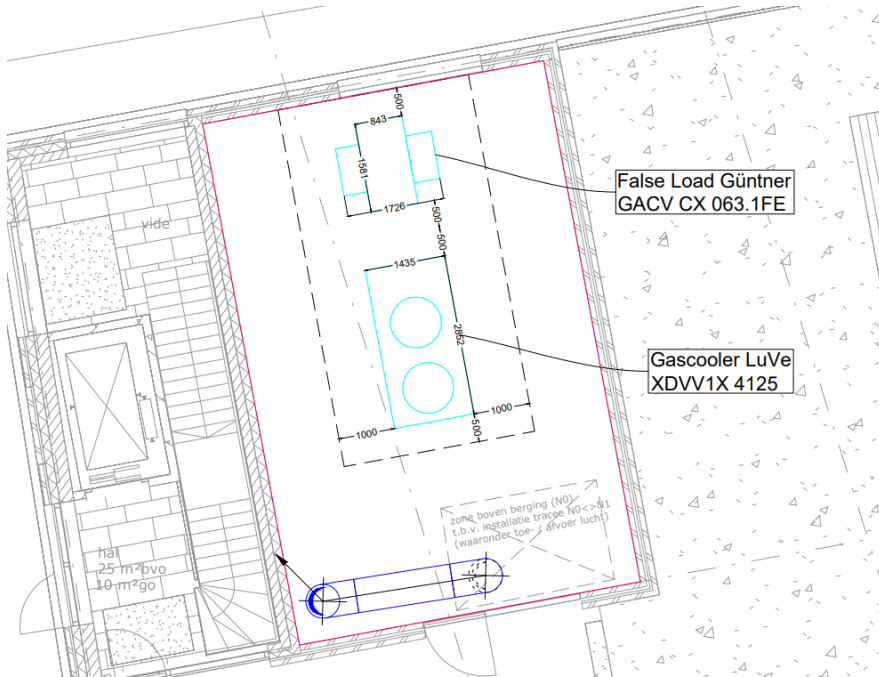 500
843
1581
1726
500
500
False Load Güntner
GACV CX 063.1FE
vide
1435
2852
Gascooler LuVe
XDVV1X 4125
1000
1000
500
zone boven berging (N0)
t.b.v. installatie tracee N0<>N1
(waaronder toe- / afvoer lucht)
hal
25 m²bvo
10 m²go